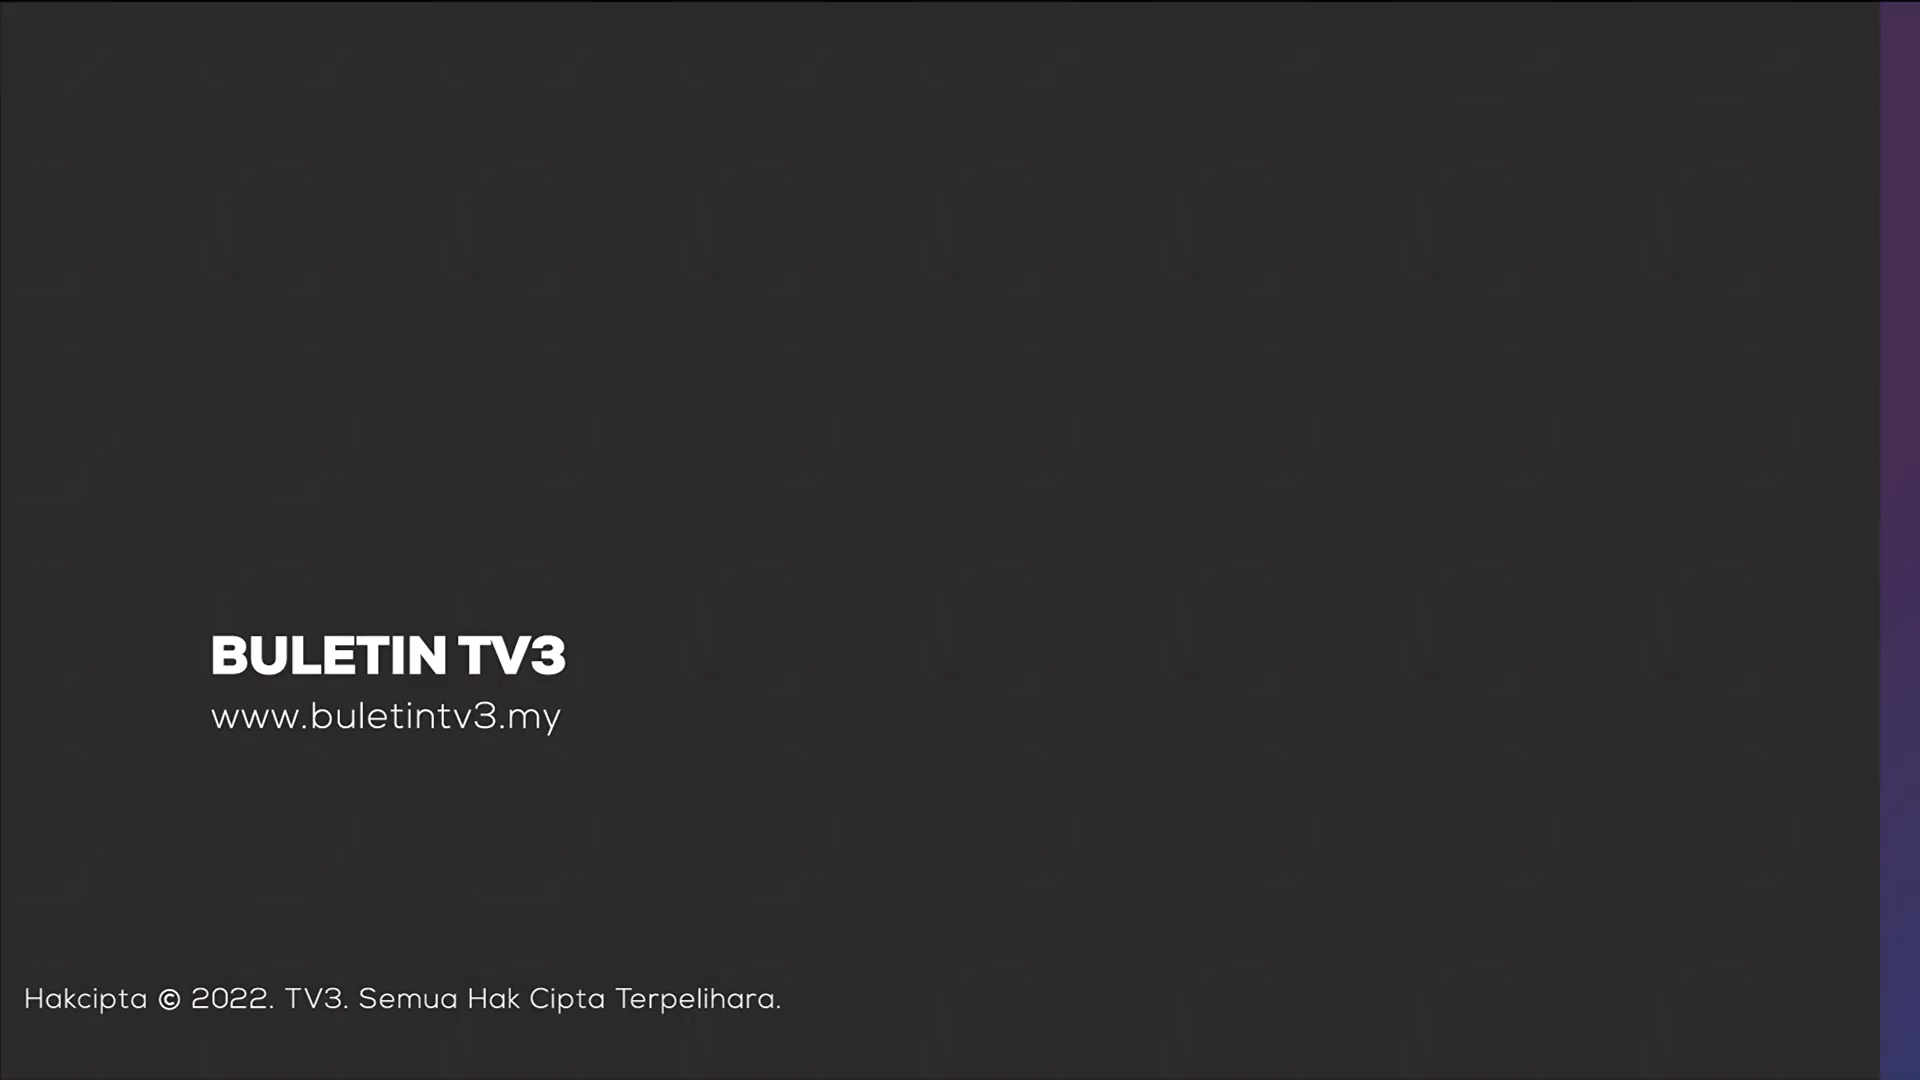 BULETIN TV3
www.buletintv3.my
Hakcipta © 2022. TV3. Semua Hak Cipta Terpelihara.